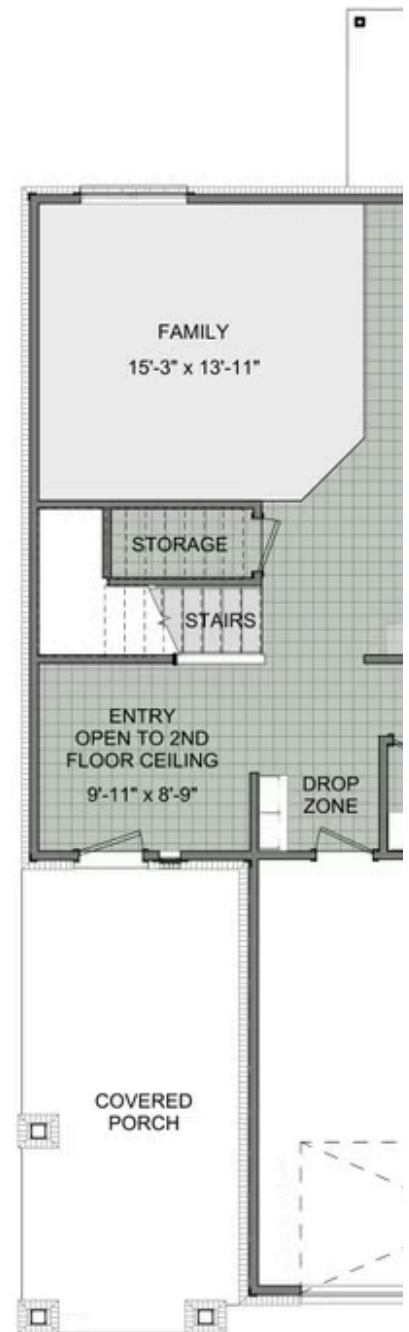 FAMILY
15'-3" x 13'-11"
STORAGE
STAIRS
ENTRY
OPEN TO 2ND
FLOOR CEILING
9'-11" x 8'-9"
DROP
ZONE
COVERED
PORCH